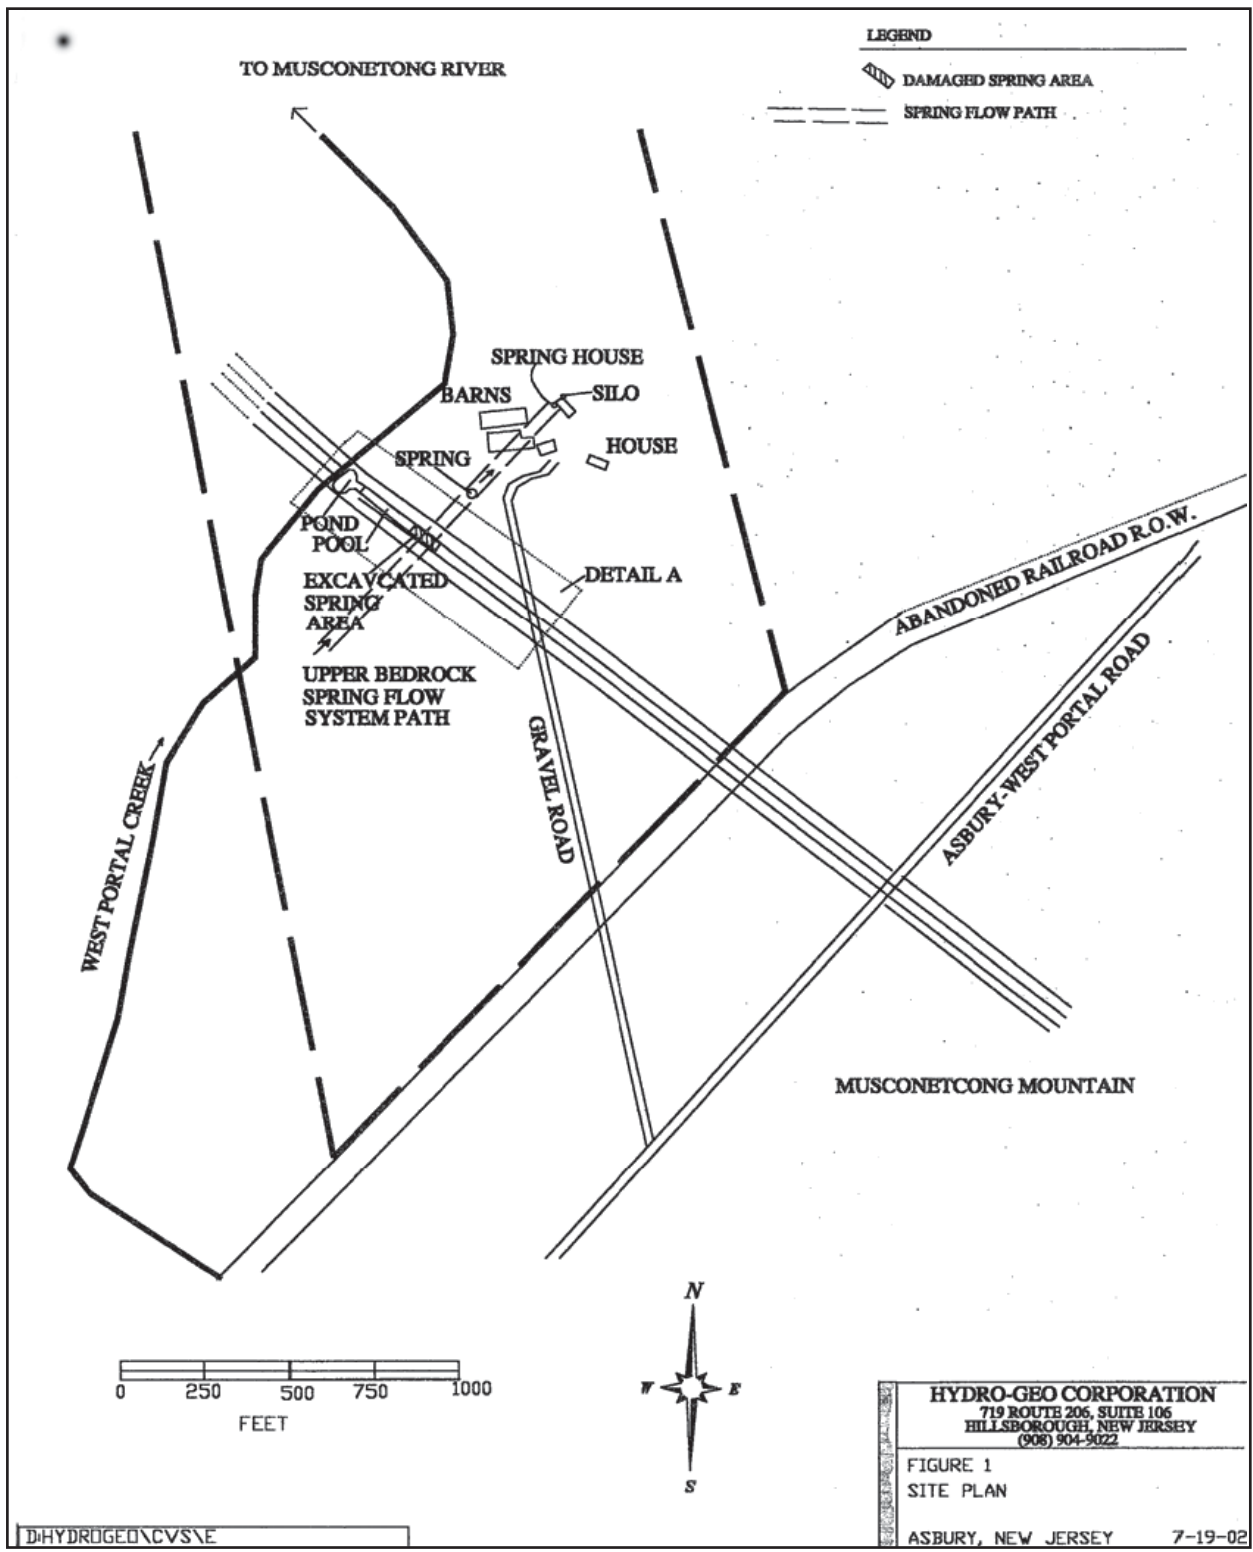 LEGEND
DAMAGED SPRING AREA
SPRING FLOW PATH
TO MUSCONETONG RIVER
SPRING HOUSE
BARNS
SILO
HOUSE
SPRING
POND
POOL
DETAIL A
EXCAVCATED
SPRING
AREA
UPPER BEDROCK
SPRING FLOW
SYSTEM PATH
ABANDONED RAILROAD R.O.W.
ASBURY-WEST PORTAL ROAD
GRAVEL ROAD
WEST PORTAL CREEK
MUSCONETCONG MOUNTAIN
N
W E
S
0 250 500 750 1000
FEET
HYDRO-GEO CORPORATION
719 ROUTE 206, SUITE 106
HILLSBOROUGH, NEW JERSEY
(908) 904-9022
FIGURE 1
SITE PLAN
ASBURY, NEW JERSEY 7-19-02
D:HYDROGEO\CVS\E